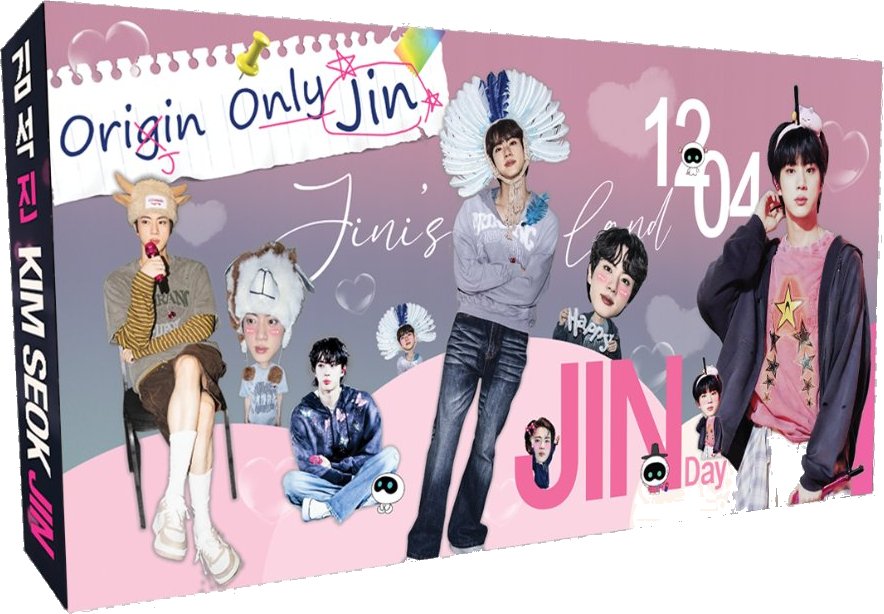 김석진 KIM SEOK JIN
Origin Only Jin
J
Jini's land
12
04
Happy
JIN
Day